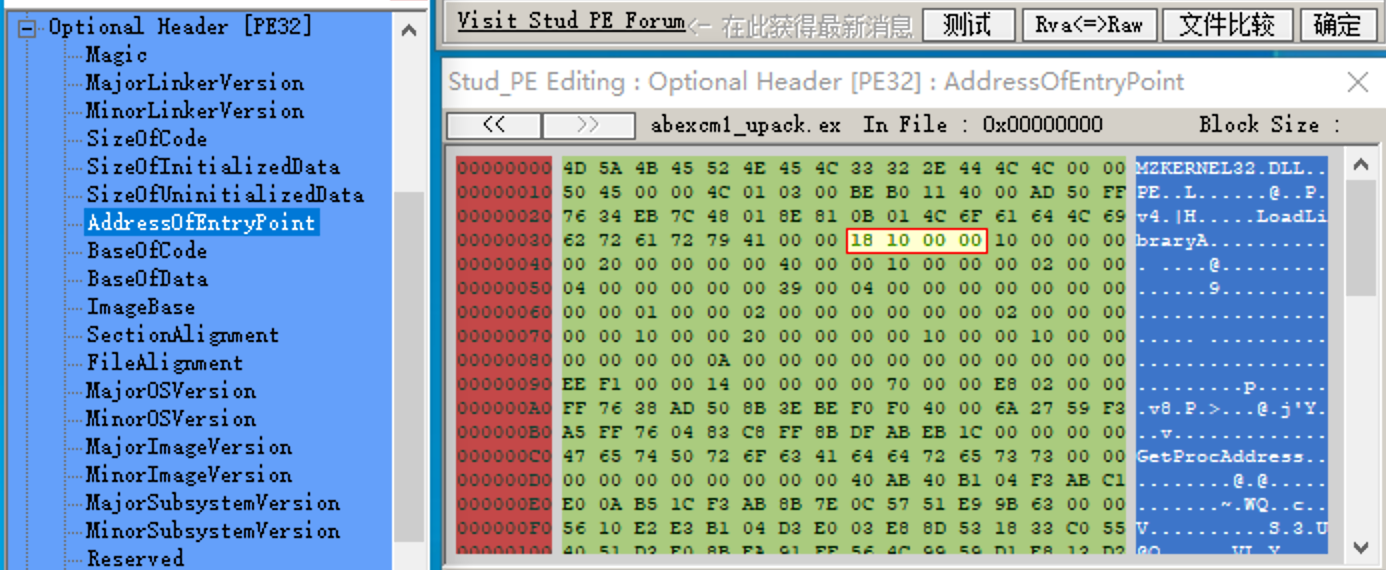 Optional Header [PE32]
Magic
MajorLinkerVersion
MinorLinkerVersion
SizeOfCode
SizeOfInitializedData
SizeOfUninitializedData
AddressOfEntryPoint
BaseOfCode
BaseOfData
ImageBase
SectionAlignment
FileAlignment
MajorOSVersion
MinorOSVersion
MajorImageVersion
MinorImageVersion
MajorSubsystemVersion
MinorSubsystemVersion
Reserved
Visit Stud PE Forum <- 在此获得最新消息 测试 Rva<=>Raw 文件比较 确定
Stud_PE Editing : Optional Header [PE32] : AddressOfEntryPoint
<< >> abexcm1_upack.ex In File : 0x00000000 Block Size :
00000000 4D 5A 4B 45 52 4E 45 4C 33 32 2E 44 4C 4C 00 00 MZKERNEL32.DLL..
00000010 50 45 00 00 4C 01 03 00 BE B0 11 40 00 AD 50 FF PE..L......@..P.
00000020 76 34 EB 7C 48 01 8E 81 0B 01 4C 6F 61 64 4C 69 v4.|H.....LoadLi
00000030 62 72 61 72 79 41 00 00 18 10 00 00 10 00 00 00 braryA..........
00000040 00 20 00 00 00 00 40 00 00 10 00 00 00 02 00 00 . ....@.........
00000050 04 00 00 00 00 00 39 00 04 00 00 00 00 00 00 00 ......9.........
00000060 00 00 01 00 00 02 00 00 00 00 00 00 02 00 00 00 ................
00000070 00 00 10 00 00 20 00 00 00 00 10 00 00 10 00 00 ..... ..........
00000080 00 00 00 00 0A 00 00 00 00 00 00 00 00 00 00 00 ................
00000090 EE F1 00 00 14 00 00 00 00 70 00 00 E8 02 00 00 .........p......
000000A0 FF 76 38 AD 50 8B 3E BE F0 F0 40 00 6A 27 59 F3 .v8.P.>...@.j'Y.
000000B0 A5 FF 76 04 83 C8 FF 8B DF AB EB 1C 00 00 00 00 ..v.............
000000C0 47 65 74 50 72 6F 63 41 64 64 72 65 73 73 00 00 GetProcAddress..
000000D0 00 00 00 00 00 00 00 00 40 AB 40 B1 04 F3 AB C1 ........@.@.....
000000E0 E0 0A B5 1C F3 AB 8B 7E 0C 57 51 E9 9B 63 00 00 .......~.WQ..c..
000000F0 56 10 E2 E3 B1 04 D3 E0 03 E8 8D 53 18 33 C0 55 V..........S.3.U
00000100 40 51 D3 E0 8B EA 91 FF 56 4C 99 59 D1 E8 13 D2